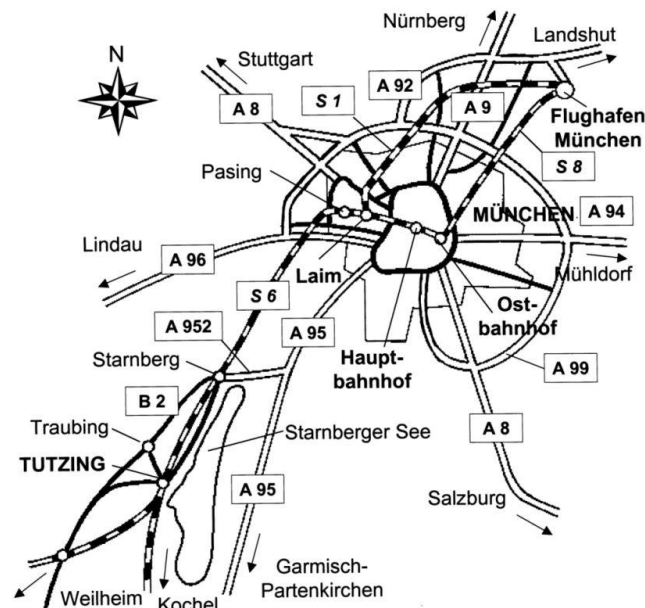 Nürnberg
Landshut
N
Stuttgart
A 92
A 8
S 1
A 9
Flughafen
München
S 8
Pasing
MÜNCHEN
A 94
Lindau
A 96
Laim
Mühldorf
S 6
Ost-
bahnhof
A 952
A 95
Haupt-
bahnhof
Starnberg
A 99
B 2
Traubing
Starnberger See
A 8
TUTZING
A 95
Salzburg
Garmisch-
Partenkirchen
Weilheim
Kochel